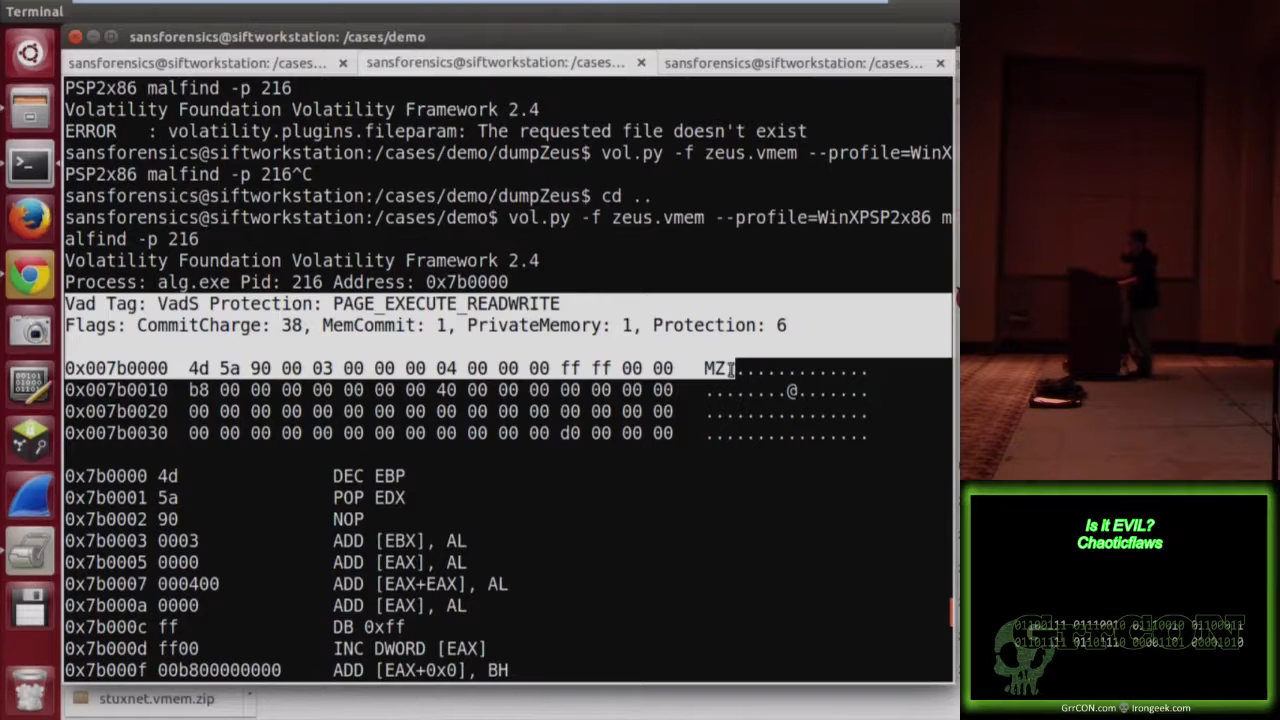 Terminal
sansforensics@siftworkstation: /cases/demo
sansforensics@siftworkstation: /cases... × sansforensics@siftworkstation: /cases... × sansforensics@siftworkstation: /cases... ×
PSP2x86 malfind -p 216
Volatility Foundation Volatility Framework 2.4
ERROR   : volatility.plugins.fileparam: The requested file doesn't exist
sansforensics@siftworkstation:/cases/demo/dumpZeus$ vol.py -f zeus.vmem --profile=WinX
PSP2x86 malfind -p 216^C
sansforensics@siftworkstation:/cases/demo/dumpZeus$ cd ..
sansforensics@siftworkstation:/cases/demo$ vol.py -f zeus.vmem --profile=WinXPSP2x86 m
alfind -p 216
Volatility Foundation Volatility Framework 2.4
Process: alg.exe Pid: 216 Address: 0x7b0000
Vad Tag: VadS Protection: PAGE_EXECUTE_READWRITE
Flags: CommitCharge: 38, MemCommit: 1, PrivateMemory: 1, Protection: 6
0x007b0000  4d 5a 90 00 03 00 00 00 04 00 00 00 ff ff 00 00   MZ..............
0x007b0010  b8 00 00 00 00 00 00 00 40 00 00 00 00 00 00 00   ........@.......
0x007b0020  00 00 00 00 00 00 00 00 00 00 00 00 00 00 00 00   ................
0x007b0030  00 00 00 00 00 00 00 00 00 00 00 00 d0 00 00 00   ................
0x7b0000 4d               DEC EBP
0x7b0001 5a               POP EDX
0x7b0002 90               NOP
0x7b0003 0003             ADD [EBX], AL
0x7b0005 0000             ADD [EAX], AL
0x7b0007 000400           ADD [EAX+EAX], AL
0x7b000a 0000             ADD [EAX], AL
0x7b000c ff               DB 0xff
0x7b000d ff00             INC DWORD [EAX]
0x7b000f 00b800000000     ADD [EAX+0x0], BH
stuxnet.vmem.zip
Is it EVIL?
Chaoticflaws
GrrCON
GrrCON.com Irongeek.com